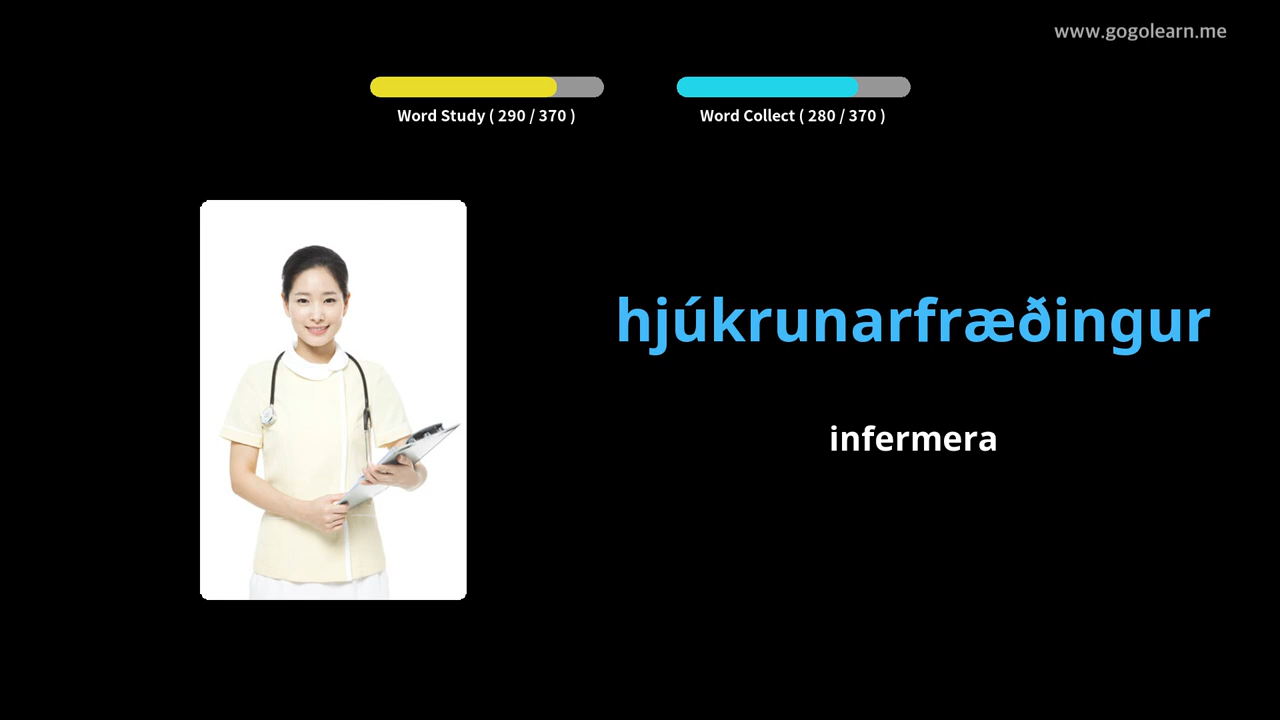 www.gogolearn.me
Word Study ( 290 / 370 )
Word Collect ( 280 / 370 )
hjúkrunarfræðingur
infermera